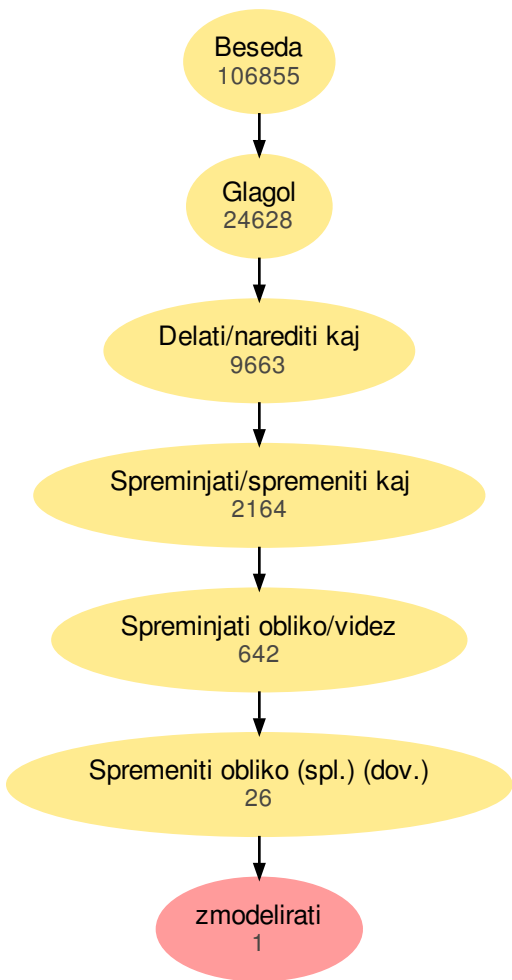 Beseda
106855
Glagol
24628
Delati/narediti kaj
9663
Spreminjati/spremeniti kaj
2164
Spreminjati obliko/videz
642
Spremeniti obliko (spl.) (dov.)
26
zmodelirati
1